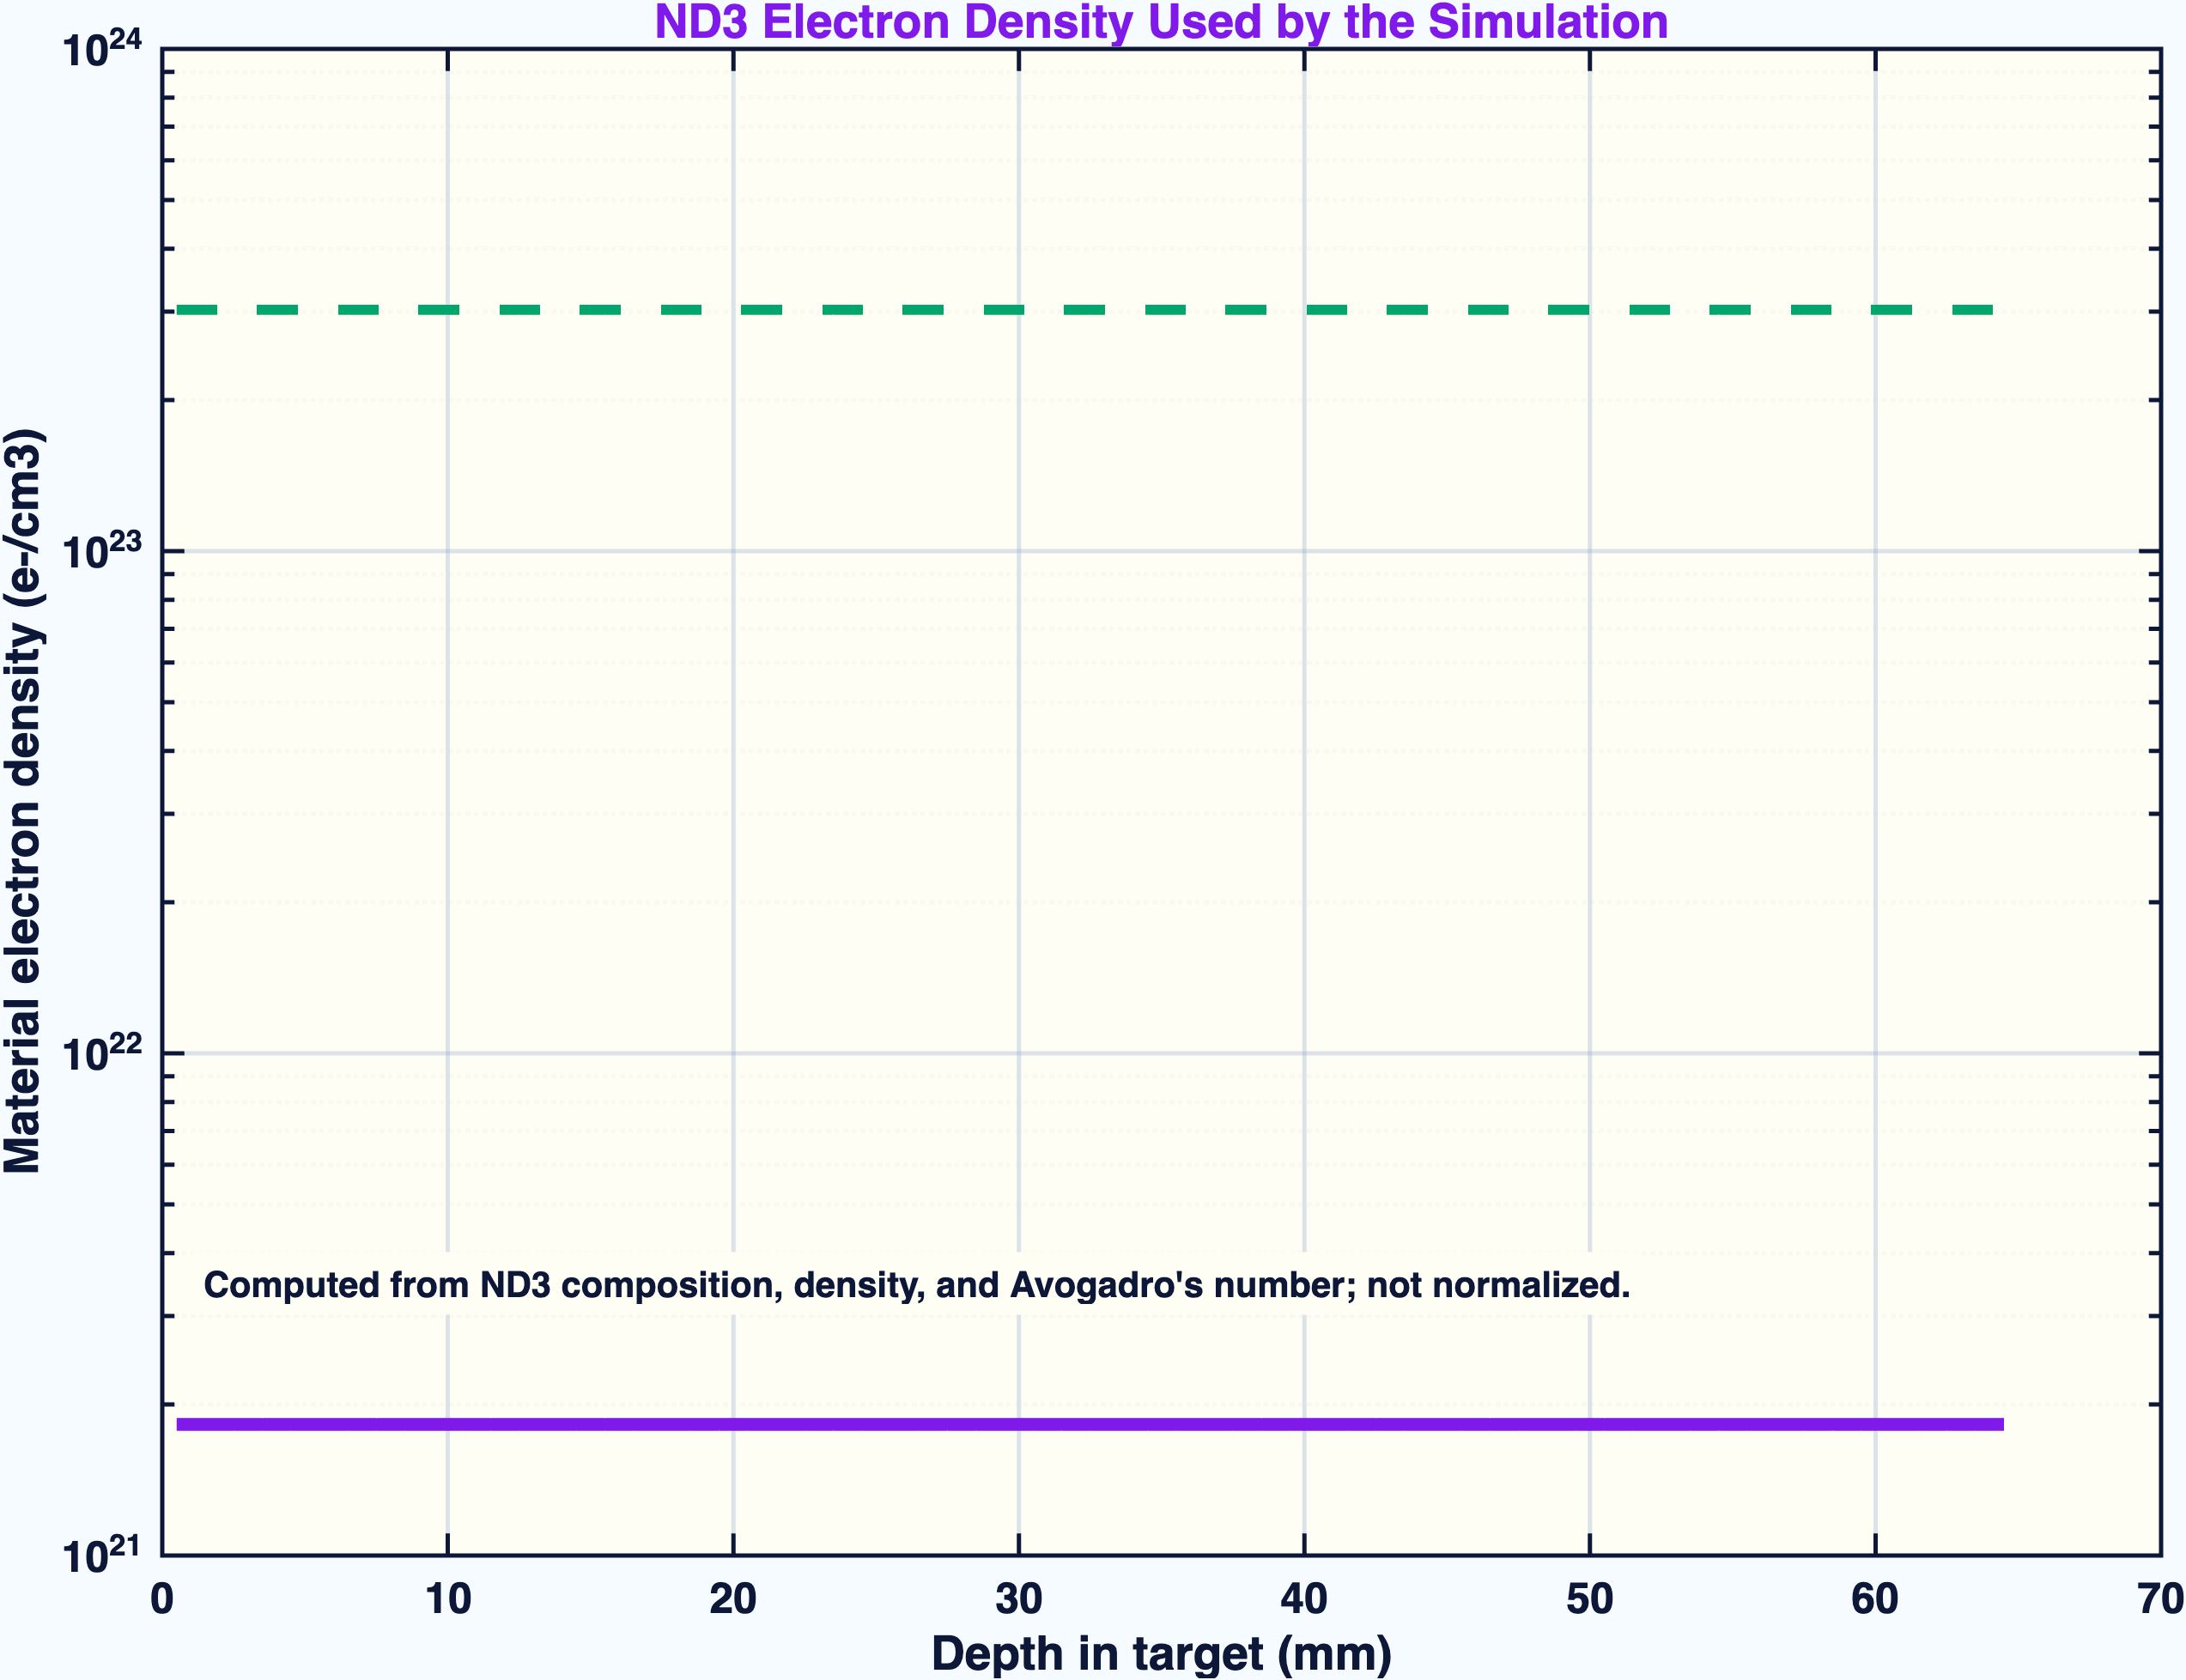 ND3 Electron Density Used by the Simulation
10^24
10^23
10^22
10^21
Material electron density (e-/cm3)
Computed from ND3 composition, density, and Avogadro's number; not normalized.
0 10 20 30 40 50 60 70
Depth in target (mm)